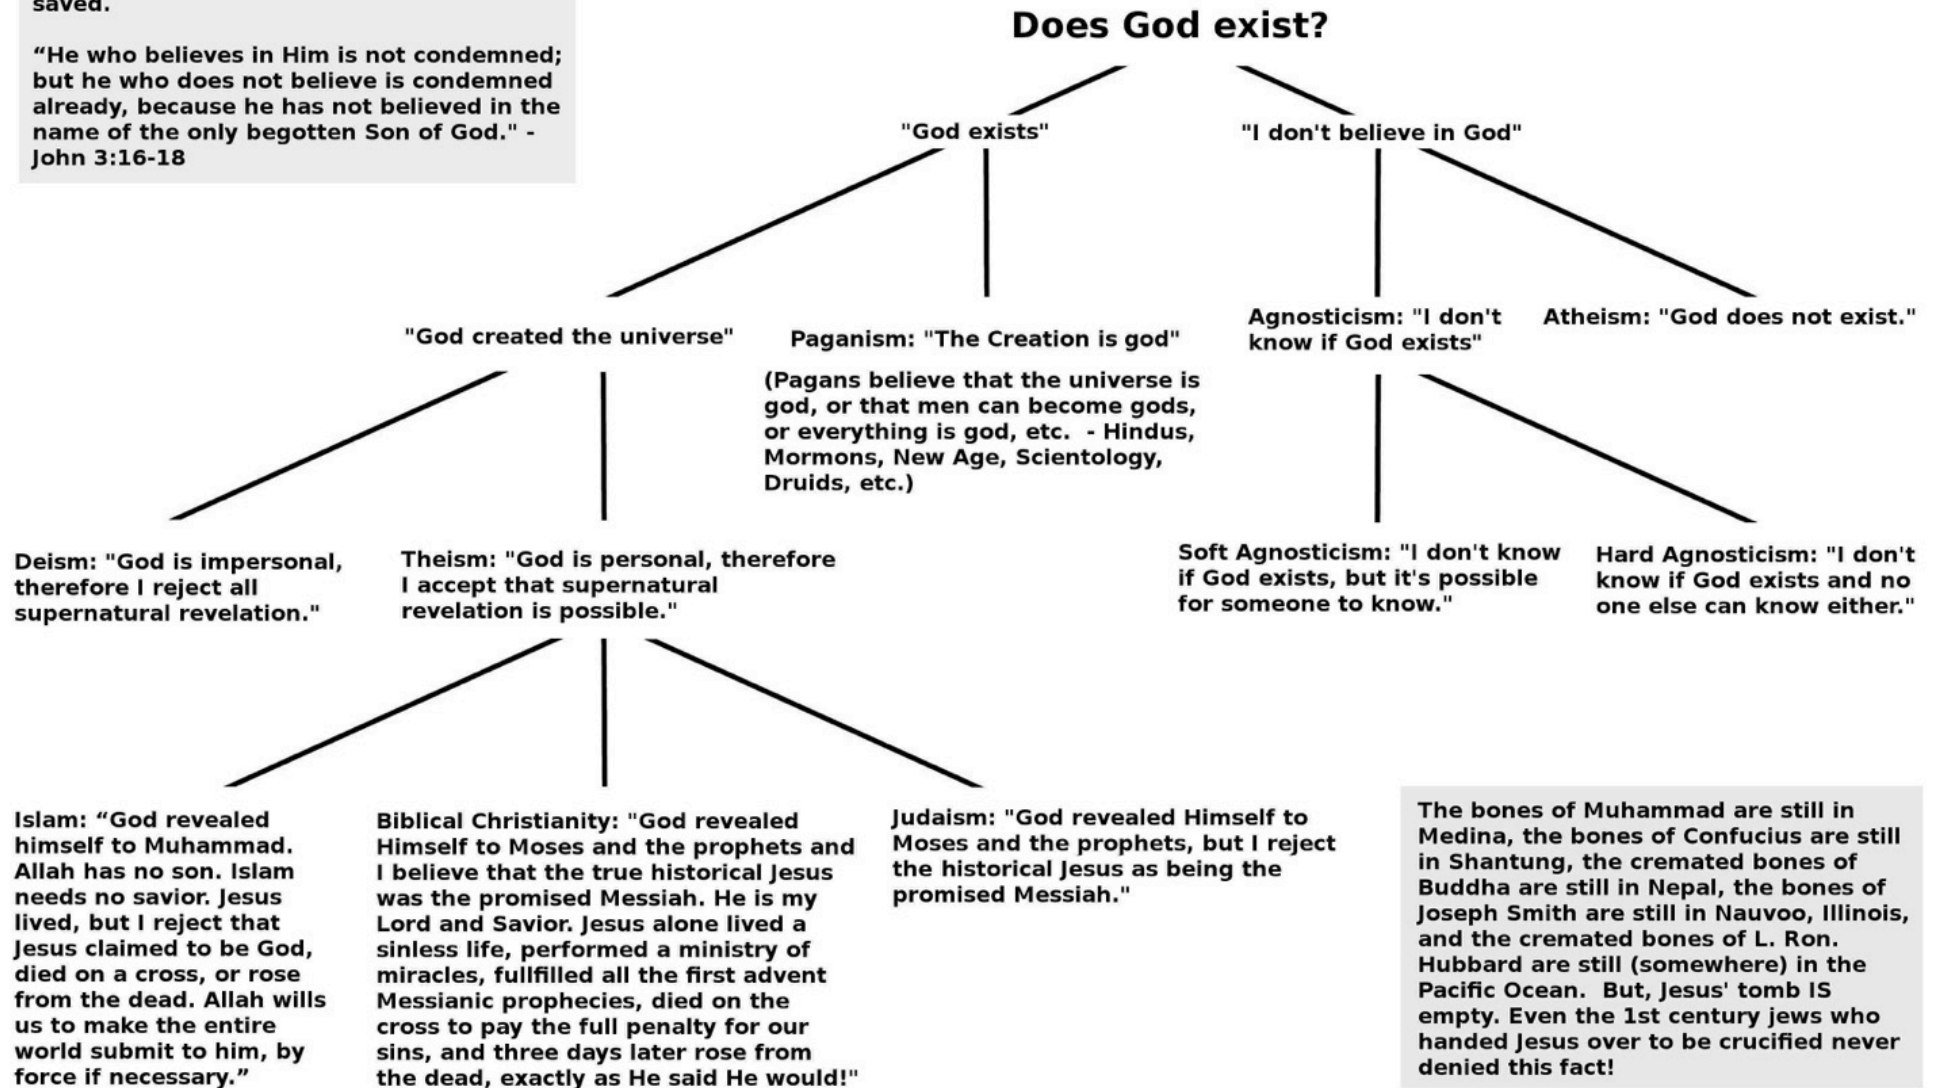 saved.
“He who believes in Him is not condemned;
but he who does not believe is condemned
already, because he has not believed in the
name of the only begotten Son of God." -
John 3:16-18
Does God exist?
"God exists"
"I don't believe in God"
"God created the universe"
Paganism: "The Creation is god"
(Pagans believe that the universe is
god, or that men can become gods,
or everything is god, etc.  - Hindus,
Mormons, New Age, Scientology,
Druids, etc.)
Agnosticism: "I don't
know if God exists"
Atheism: "God does not exist."
Deism: "God is impersonal,
therefore I reject all
supernatural revelation."
Theism: "God is personal, therefore
I accept that supernatural
revelation is possible."
Soft Agnosticism: "I don't know
if God exists, but it's possible
for someone to know."
Hard Agnosticism: "I don't
know if God exists and no
one else can know either."
Islam: “God revealed
himself to Muhammad.
Allah has no son. Islam
needs no savior. Jesus
lived, but I reject that
Jesus claimed to be God,
died on a cross, or rose
from the dead. Allah wills
us to make the entire
world submit to him, by
force if necessary.”
Biblical Christianity: "God revealed
Himself to Moses and the prophets and
I believe that the true historical Jesus
was the promised Messiah. He is my
Lord and Savior. Jesus alone lived a
sinless life, performed a ministry of
miracles, fullfilled all the first advent
Messianic prophecies, died on the
cross to pay the full penalty for our
sins, and three days later rose from
the dead, exactly as He said He would!"
Judaism: "God revealed Himself to
Moses and the prophets, but I reject
the historical Jesus as being the
promised Messiah."
The bones of Muhammad are still in
Medina, the bones of Confucius are still
in Shantung, the cremated bones of
Buddha are still in Nepal, the bones of
Joseph Smith are still in Nauvoo, Illinois,
and the cremated bones of L. Ron.
Hubbard are still (somewhere) in the
Pacific Ocean.  But, Jesus' tomb IS
empty. Even the 1st century jews who
handed Jesus over to be crucified never
denied this fact!